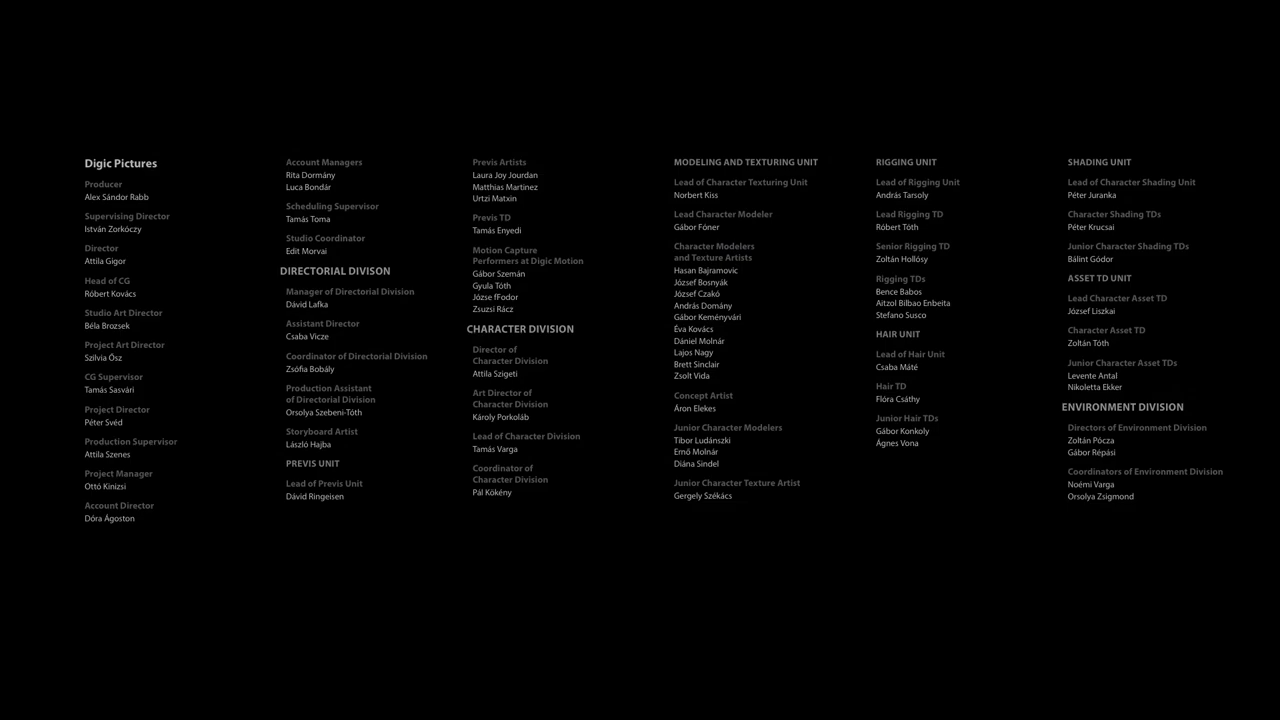 Digic Pictures
Producer
Alex Sándor Rabb
Supervising Director
István Zorkóczy
Director
Attila Gigor
Head of CG
Róbert Kovács
Studio Art Director
Béla Brozsek
Project Art Director
Szilvia Ősz
CG Supervisor
Tamás Sasvári
Project Director
Péter Svéd
Production Supervisor
Attila Szenes
Project Manager
Ottó Kinizsi
Account Director
Dóra Ágoston
Account Managers
Rita Dormány
Luca Bondár
Scheduling Supervisor
Tamás Toma
Studio Coordinator
Edit Morvai
DIRECTORIAL DIVISON
Manager of Directorial Division
Dávid Lafka
Assistant Director
Csaba Vicze
Coordinator of Directorial Division
Zsófia Bobály
Production Assistant
of Directorial Division
Orsolya Szebeni-Tóth
Storyboard Artist
László Hajba
PREVIS UNIT
Lead of Previs Unit
Dávid Ringeisen
Previs Artists
Laura Joy Jourdan
Matthias Martinez
Urtzi Matxin
Previs TD
Tamás Enyedi
Motion Capture
Performers at Digic Motion
Gábor Szemán
Gyula Tóth
Józse fFodor
Zsuzsi Rácz
CHARACTER DIVISION
Director of
Character Division
Attila Szigeti
Art Director of
Character Division
Károly Porkoláb
Lead of Character Division
Tamás Varga
Coordinator of
Character Division
Pál Kökény
MODELING AND TEXTURING UNIT
Lead of Character Texturing Unit
Norbert Kiss
Lead Character Modeler
Gábor Fóner
Character Modelers
and Texture Artists
Hasan Bajramovic
József Bosnyák
József Czakó
András Domány
Gábor Keményvári
Éva Kovács
Dániel Molnár
Lajos Nagy
Brett Sinclair
Zsolt Vida
Concept Artist
Áron Elekes
Junior Character Modelers
Tibor Ludánszki
Ernő Molnár
Diána Sindel
Junior Character Texture Artist
Gergely Székács
RIGGING UNIT
Lead of Rigging Unit
András Tarsoly
Lead Rigging TD
Róbert Tóth
Senior Rigging TD
Zoltán Hollósy
Rigging TDs
Bence Babos
Aitzol Bilbao Enbeita
Stefano Susco
HAIR UNIT
Lead of Hair Unit
Csaba Máté
Hair TD
Flóra Csáthy
Junior Hair TDs
Gábor Konkoly
Ágnes Vona
SHADING UNIT
Lead of Character Shading Unit
Péter Juranka
Character Shading TDs
Péter Krucsai
Junior Character Shading TDs
Bálint Gódor
ASSET TD UNIT
Lead Character Asset TD
József Liszkai
Character Asset TD
Zoltán Tóth
Junior Character Asset TDs
Levente Antal
Nikoletta Ekker
ENVIRONMENT DIVISION
Directors of Environment Division
Zoltán Pócza
Gábor Répási
Coordinators of Environment Division
Noémi Varga
Orsolya Zsigmond